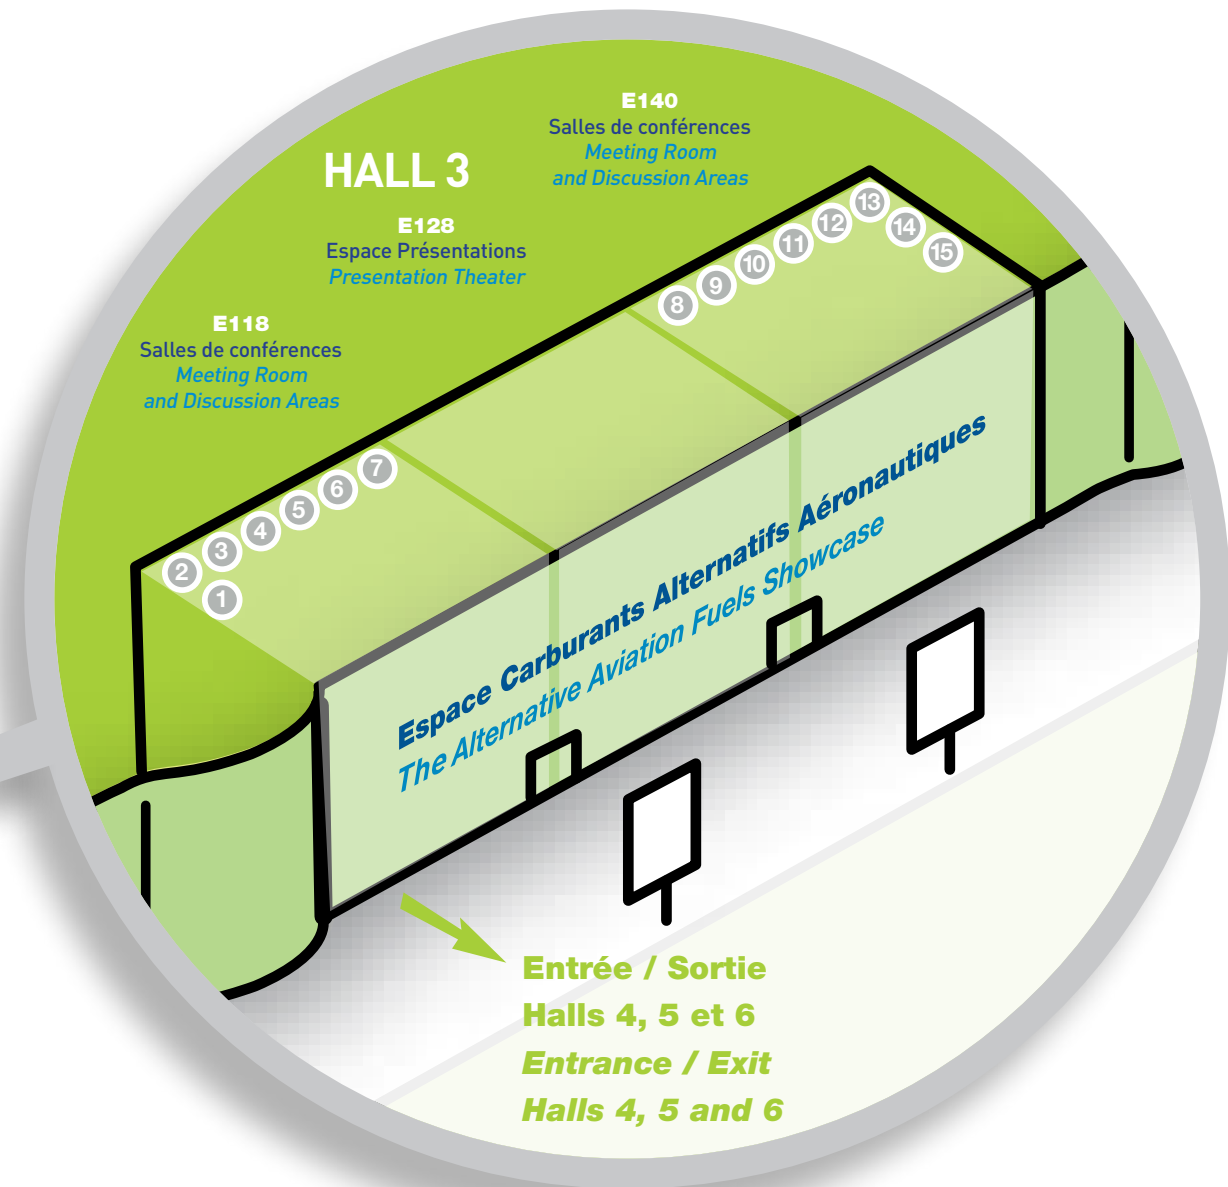 E140
Salles de conférences
Meeting Room
and Discussion Areas
HALL 3
E128
Espace Présentations
Presentation Theater
E118
Salles de conférences
Meeting Room
and Discussion Areas
1
2
3
4
5
6
7
8
9
10
11
12
13
14
15
Espace Carburants Alternatifs Aéronautiques
The Alternative Aviation Fuels Showcase
Entrée / Sortie
Halls 4, 5 et 6
Entrance / Exit
Halls 4, 5 and 6